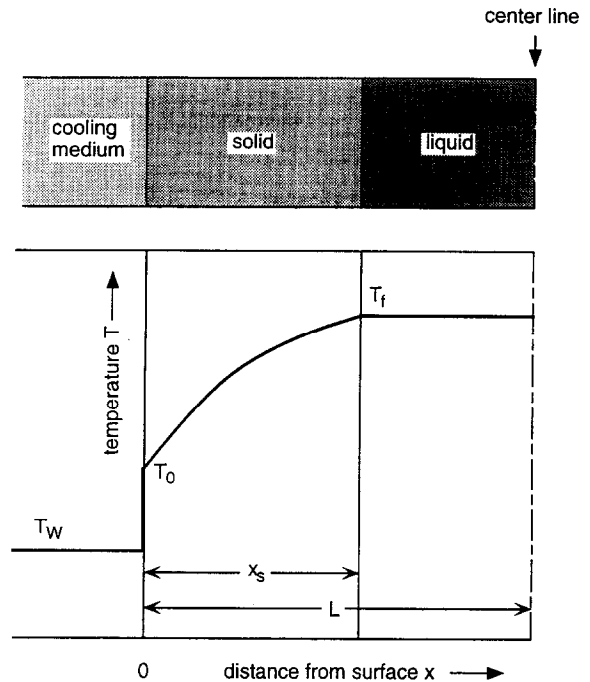 center line
cooling
medium
solid
liquid
temperature T
T_f
T_0
T_W
x_s
L
0
distance from surface x